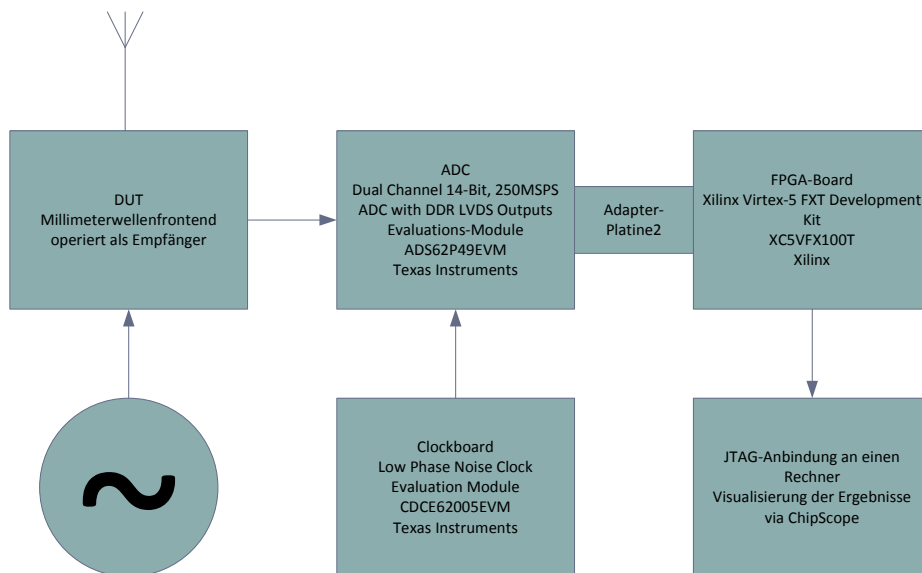 DUT
Millimeterwellenfrontend
operiert als Empfänger
ADC
Dual Channel 14-Bit, 250MSPS
ADC with DDR LVDS Outputs
Evaluations-Module
ADS62P49EVM
Texas Instruments
Adapter-
Platine2
FPGA-Board
Xilinx Virtex-5 FXT Development
Kit
XC5VFX100T
Xilinx
Clockboard
Low Phase Noise Clock
Evaluation Module
CDCE62005EVM
Texas Instruments
JTAG-Anbindung an einen
Rechner
Visualisierung der Ergebnisse
via ChipScope